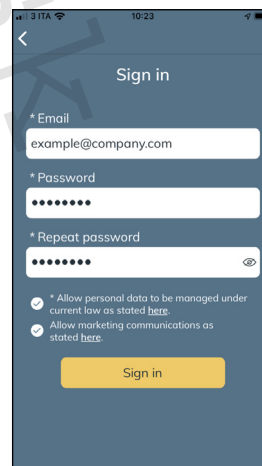 3 ITA 10:23
Sign in
* Email
example@company.com
* Password
●●●●●●●●
* Repeat password
●●●●●●●●
* Allow personal data to be managed under
current law as stated here.
Allow marketing communications as
stated here.
Sign in